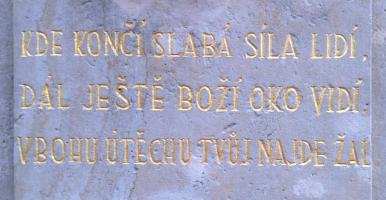 KDE KONČÍ SLABÁ SÍLA LIDÍ,
DÁL JEŠTĚ BOŽÍ OKO VIDÍ.
V BOHU ÚTĚCHU TVŮJ NAJDE ŽAL